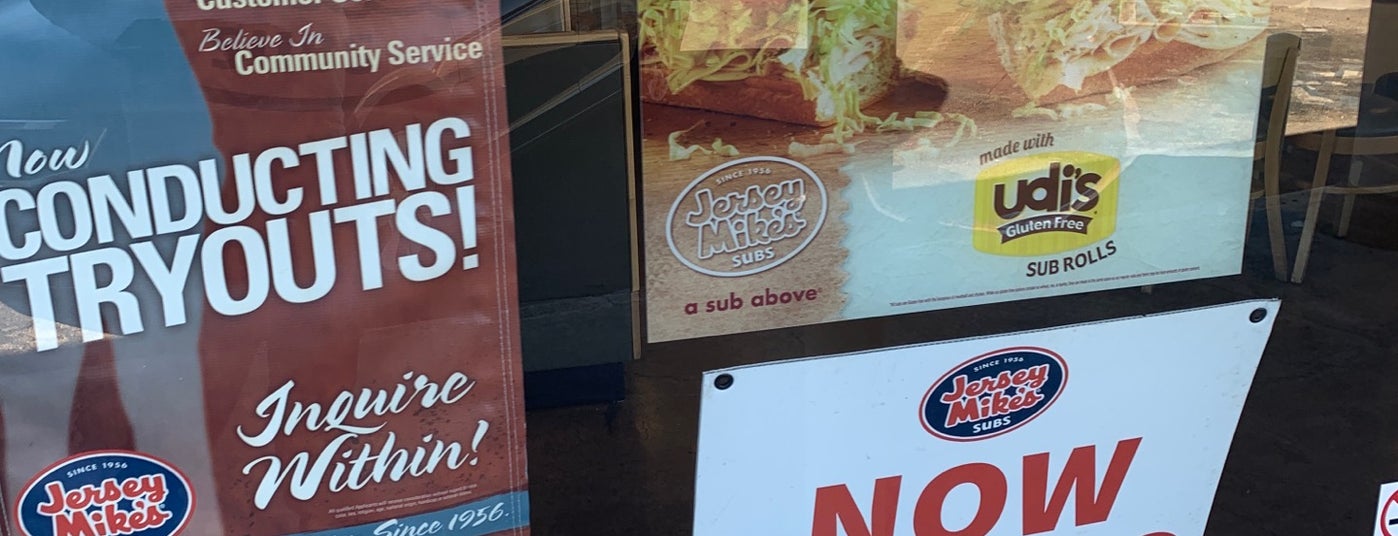 Believe In
Community Service
Now
CONDUCTING
TRYOUTS!
Inquire
Within!
SINCE 1956
Jersey
Mike's
Since 1956.
SINCE 1956
Jersey
Mike's
SUBS
a sub above
made with
udi's
Gluten Free
SUB ROLLS
SINCE 1956
Jersey
Mike's
SUBS
NOW